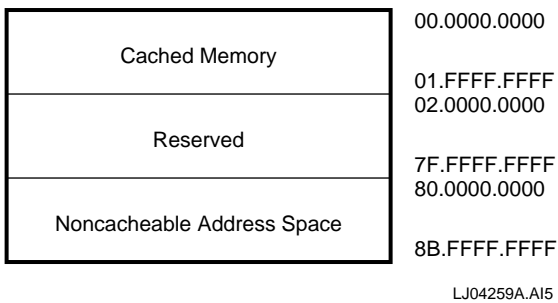 00.0000.0000
Cached Memory
01.FFFF.FFFF
02.0000.0000
Reserved
7F.FFFF.FFFF
80.0000.0000
Noncacheable Address Space
8B.FFFF.FFFF
LJ04259A.AI5